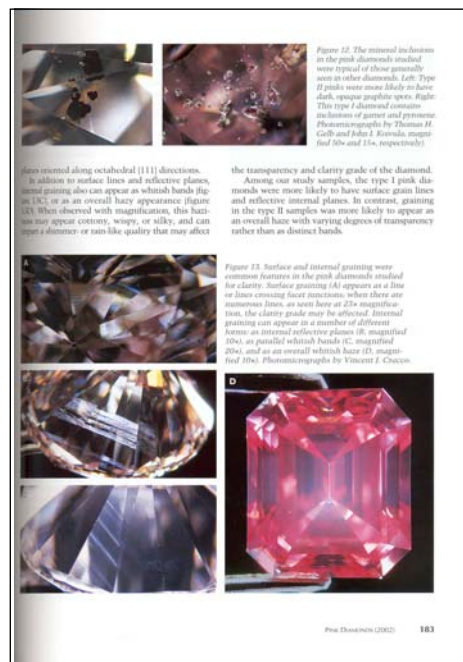 Figure 12. The mineral inclusions
in the pink diamonds studied
were typical of those generally
seen in other diamonds. Left: Type
II pinks were more likely to have
dark, opaque graphite spots. Right:
This type I diamond contains
inclusions of garnet and pyroxene.
Photomicrographs by Thomas H.
Gelb and John I. Koivula, magni-
fied 50× and 15×, respectively.
planes oriented along octahedral {111} directions.
In addition to surface lines and reflective planes,
internal graining also can appear as whitish bands (fig-
ure 13C), or as an overall hazy appearance (figure
13D). When observed with magnification, this hazi-
ness may appear cottony, wispy, or silky, and can
impart a shimmer- or rain-like quality that may affect
the transparency and clarity grade of the diamond.
Among our study samples, the type I pink dia-
monds were more likely to have surface grain lines
and reflective internal planes. In contrast, graining
in the type II samples was more likely to appear as
an overall haze with varying degrees of transparency
rather than as distinct bands.
A
Figure 13. Surface and internal graining were
common features in the pink diamonds studied
for clarity. Surface graining (A) appears as a line
or lines crossing facet junctions; when there are
numerous lines, as seen here at 23× magnifica-
tion, the clarity grade may be affected. Internal
graining can appear in a number of different
forms: as internal reflective planes (B, magnified
10×), as parallel whitish bands (C, magnified
20×), and as an overall whitish haze (D, magni-
fied 10×). Photomicrographs by Vincent J. Cracco.
D
PINK DIAMONDS (2002) 183